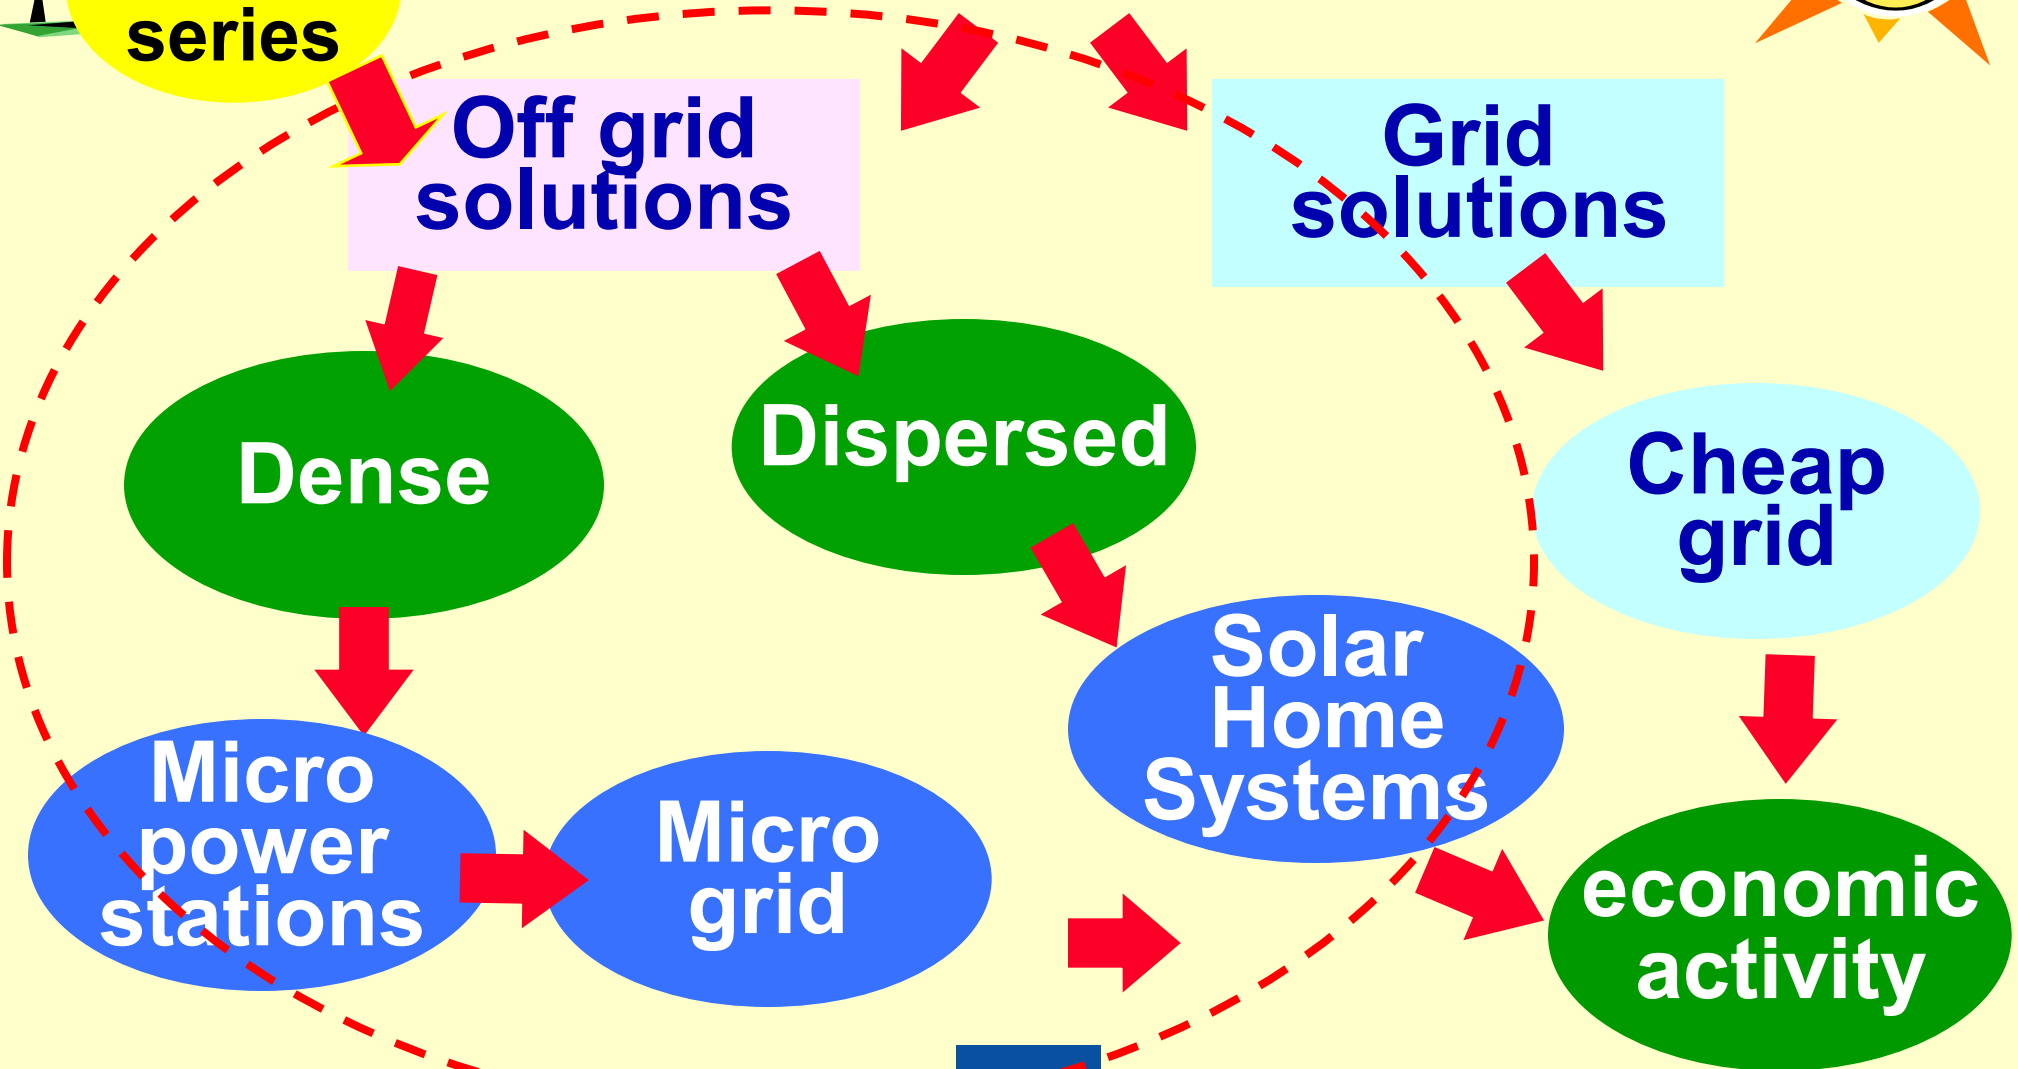 series
Off grid
solutions
Grid
solutions
Dense
Dispersed
Cheap
grid
Solar
Home
Systems
Micro
power
stations
Micro
grid
economic
activity